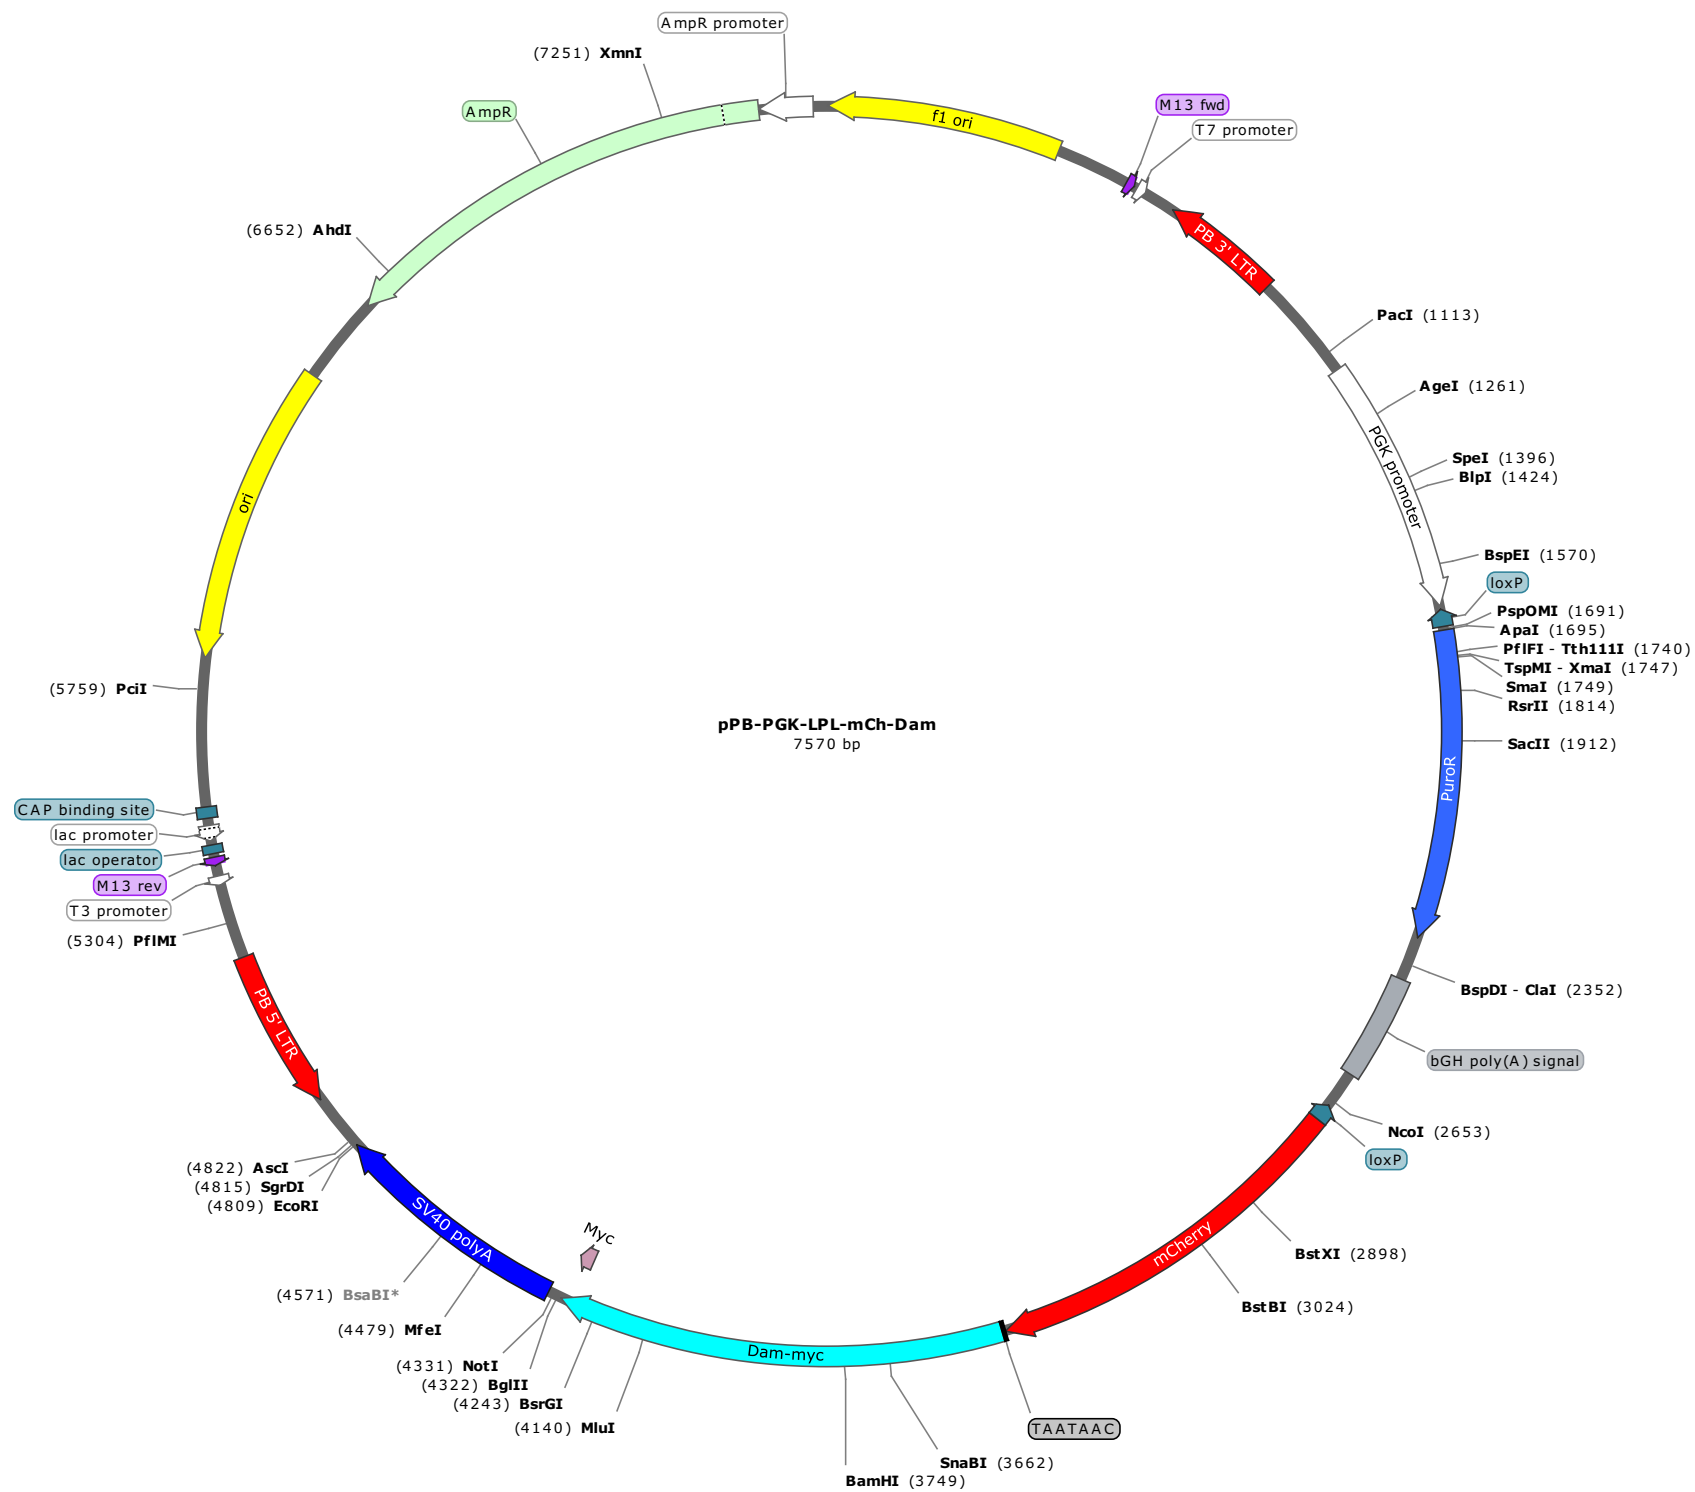 AmpR promoter
(7251) XmnI
AmpR
f1 ori
M13 fwd
T7 promoter
PB 3' LTR
(6652) AhdI
PacI (1113)
AgeI (1261)
PGK promoter
SpeI (1396)
BlpI (1424)
BspEI (1570)
loxP
PspOMI (1691)
ApaI (1695)
PflFI - Tth111I (1740)
TspMI - XmaI (1747)
SmaI (1749)
RsrII (1814)
SacII (1912)
PuroR
ori
(5759) PciI
pPB-PGK-LPL-mCh-Dam
7570 bp
CAP binding site
lac promoter
lac operator
M13 rev
T3 promoter
(5304) PflMI
PB 5' LTR
BspDI - ClaI (2352)
bGH poly(A) signal
NcoI (2653)
loxP
(4822) AscI
(4815) SgrDI
(4809) EcoRI
SV40 polyA
Myc
mCherry
BstXI (2898)
BstBI (3024)
(4571) BsaBI*
(4479) MfeI
(4331) NotI
(4322) BglII
(4243) BsrGI
(4140) MluI
Dam-myc
TAATAAC
SnaBI (3662)
BamHI (3749)